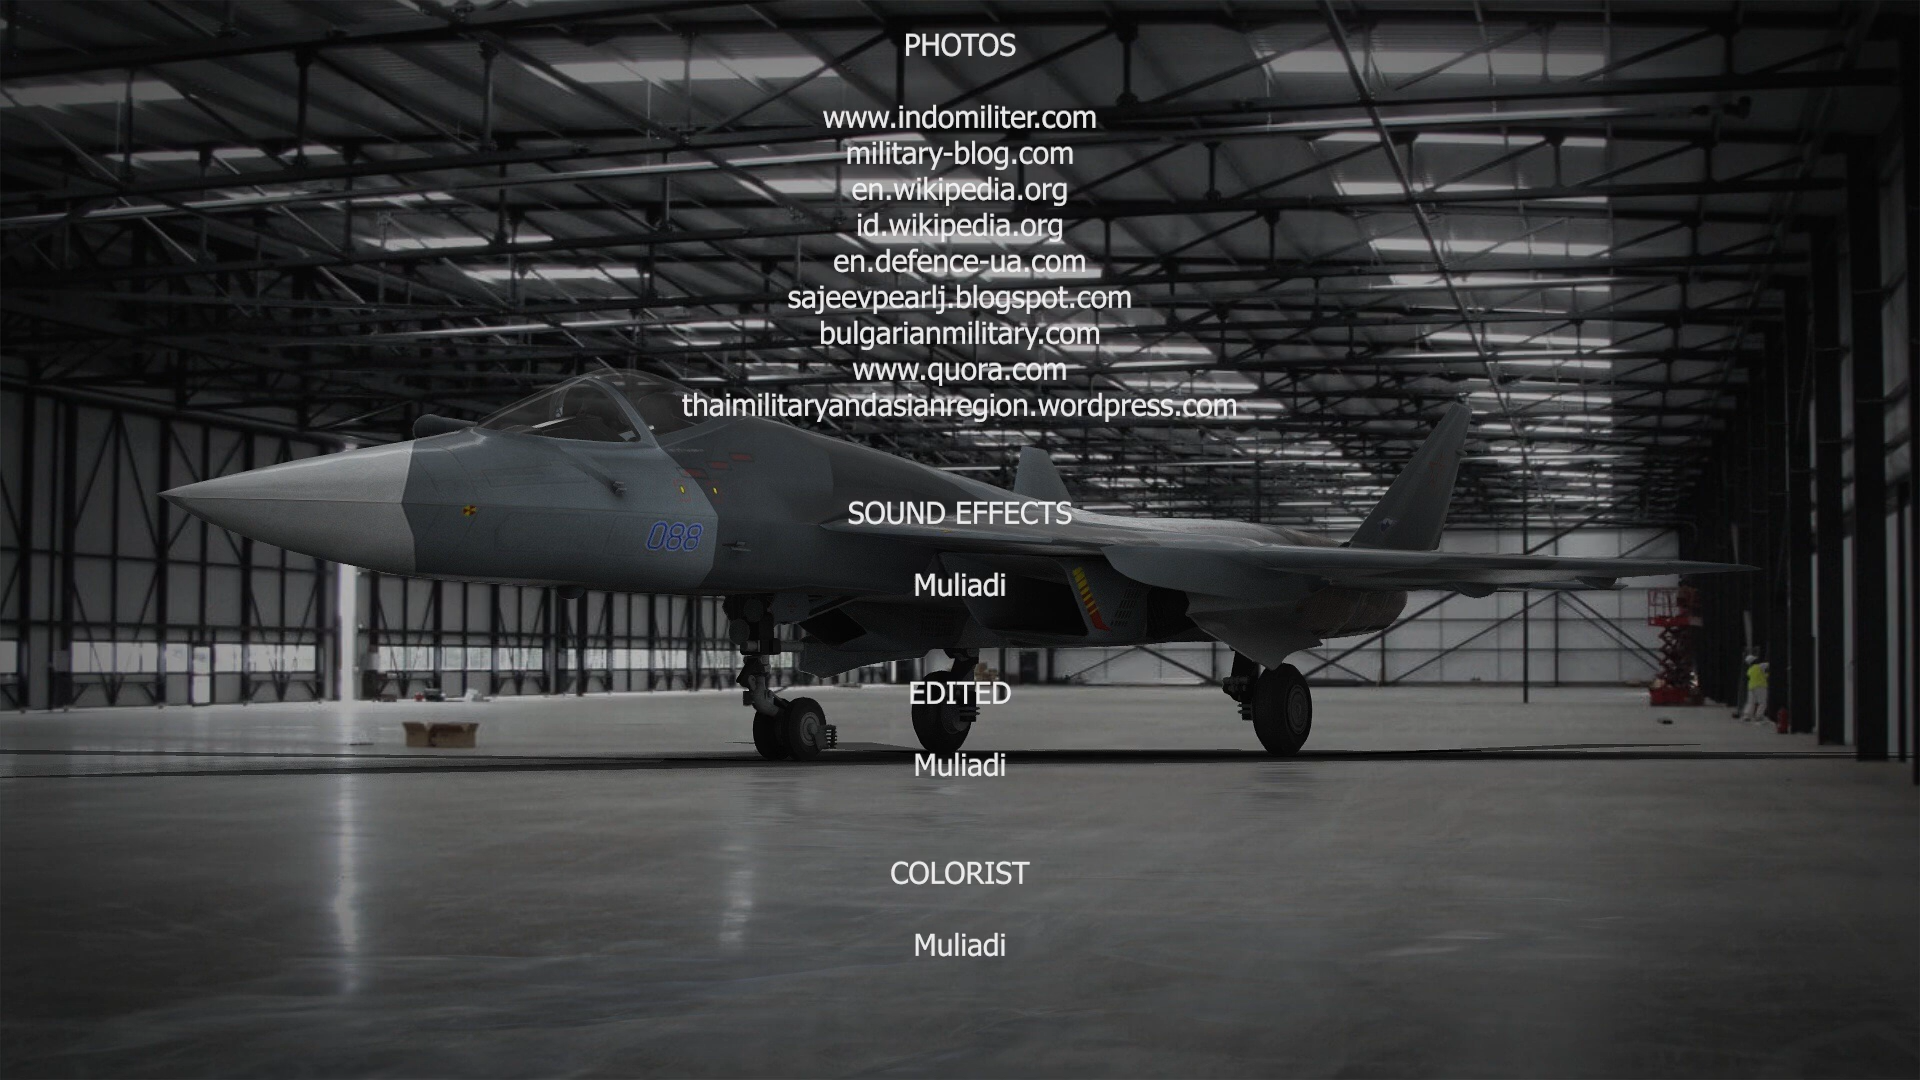 PHOTOS
www.indomiliter.com
military-blog.com
en.wikipedia.org
id.wikipedia.org
en.defence-ua.com
sajeevpearlj.blogspot.com
bulgarianmilitary.com
www.quora.com
thaimilitaryandasianregion.wordpress.com
SOUND EFFECTS
088
Muliadi
EDITED
Muliadi
COLORIST
Muliadi